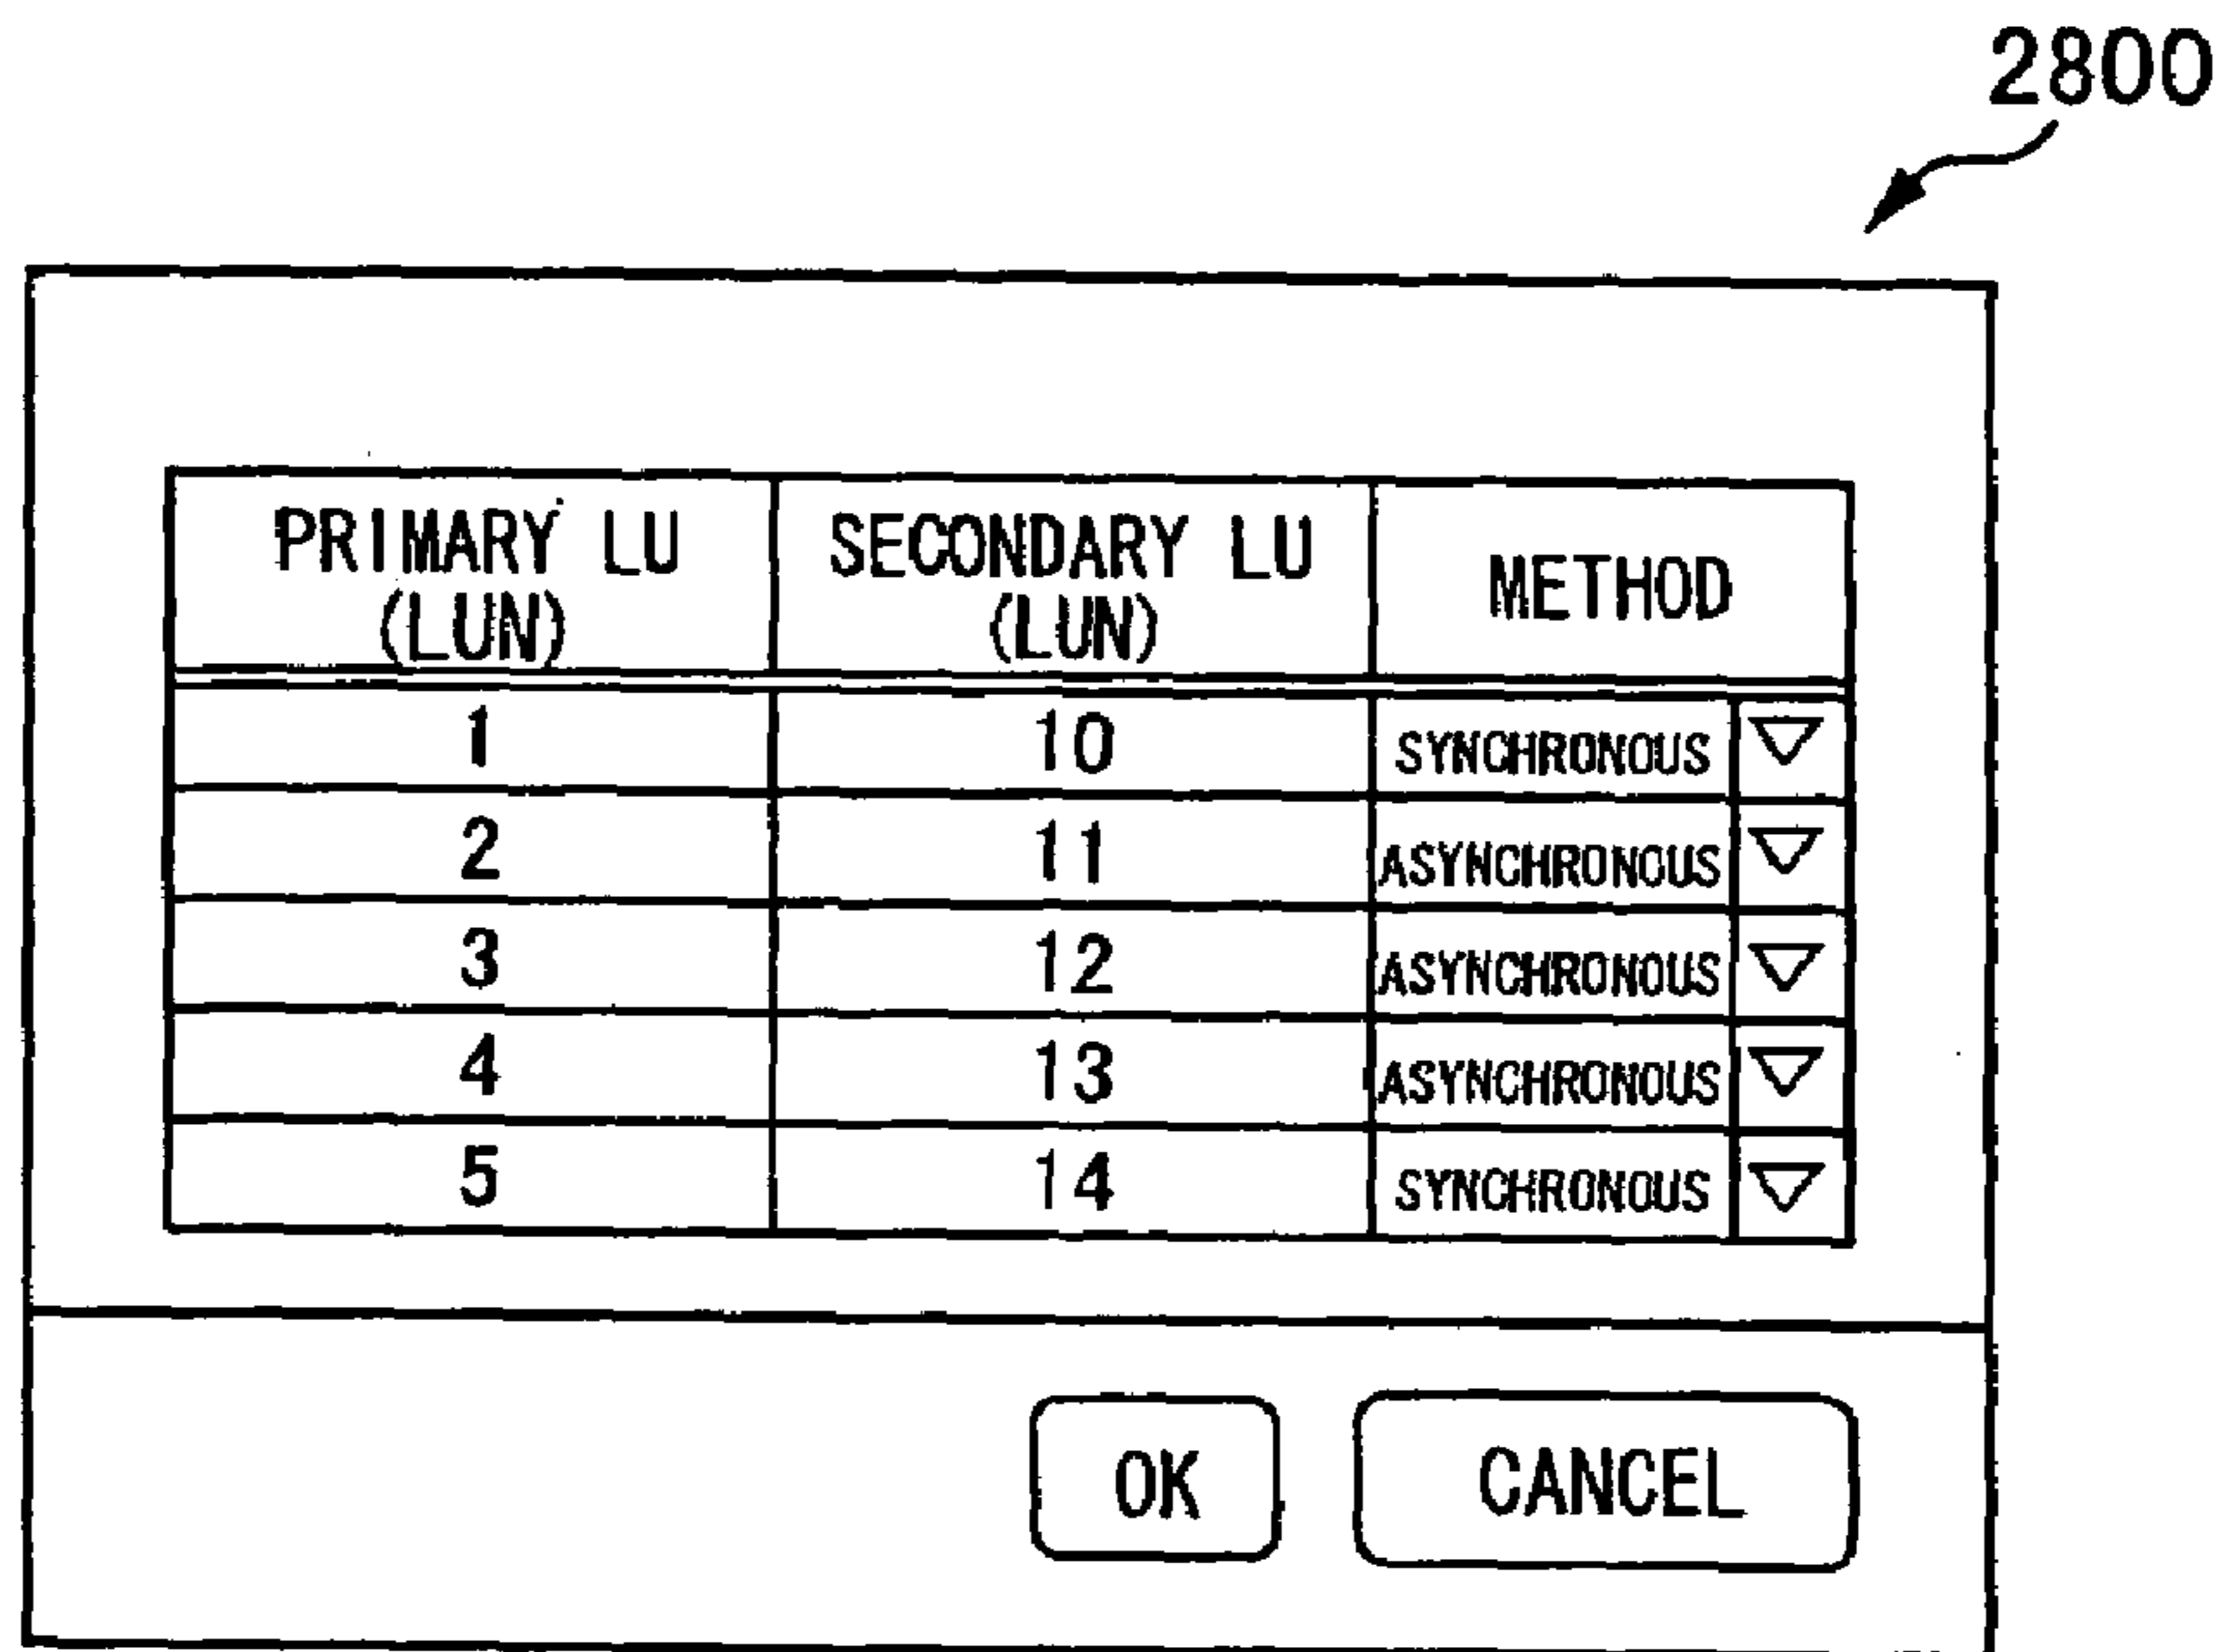 2800
PRIMARY LU SECONDARY LU METHOD
(LUN) (LUN)
1 10 SYNCHRONOUS
2 11 ASYNCHRONOUS
3 12 ASYNCHRONOUS
4 13 ASYNCHRONOUS
5 14 SYNCHRONOUS
OK CANCEL